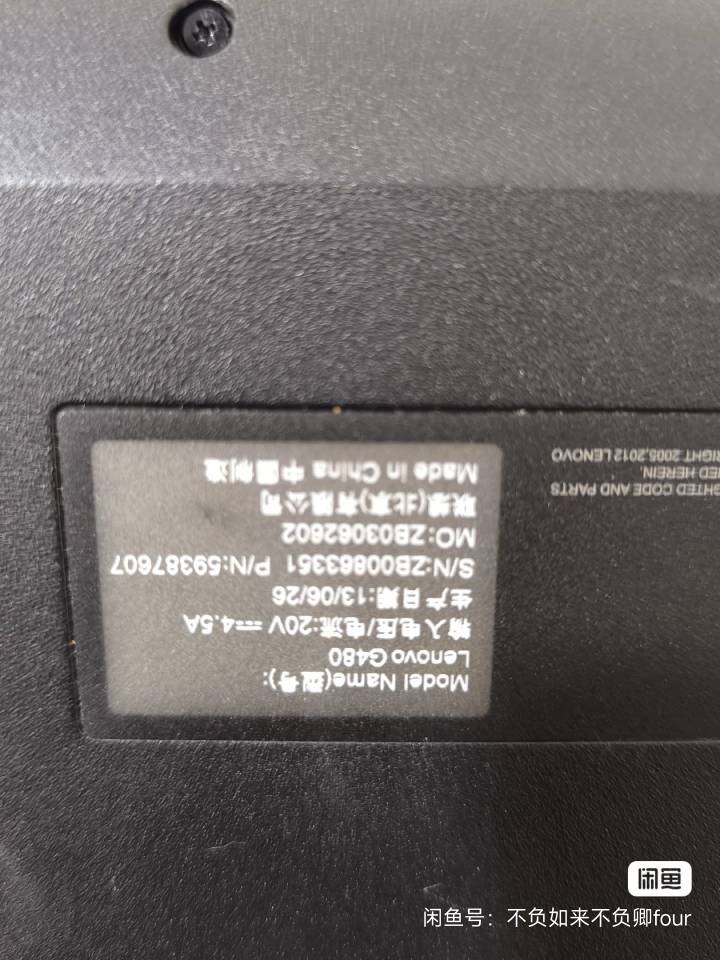 Model Name(型号):
Lenovo G480
输入电压/电流:20V ⎓4.5A
生产日期:13/06/26
S/N:ZB00863351 P/N:59387607
MO:ZB03062602
联想(北京)有限公司
Made in China 中国制造
GHTED CODE AND PARTS
ED HEREIN.
RIGHT 2005,2012 LENOVO
闲鱼
闲鱼号：不负如来不负卿four